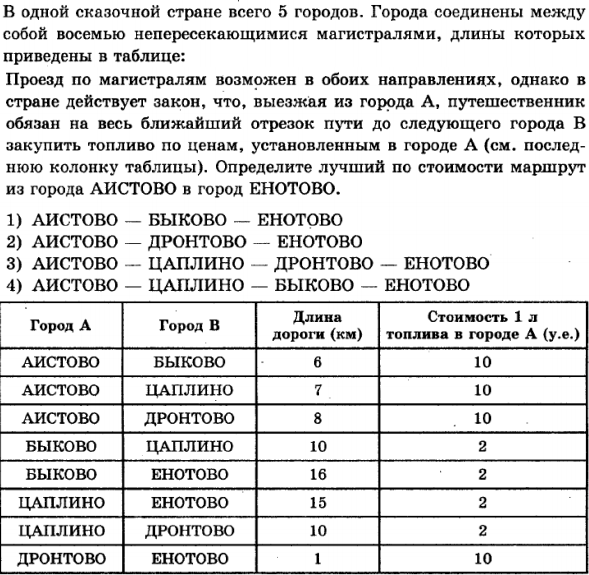 В одной сказочной стране всего 5 городов. Города соединены между
собой восемью непересекающимися магистралями, длины которых
приведены в таблице:
Проезд по магистралям возможен в обоих направлениях, однако в
стране действует закон, что, выезжая из города А, путешественник
обязан на весь ближайший отрезок пути до следующего города В
закупить топливо по ценам, установленным в городе А (см. послед-
нюю колонку таблицы). Определите лучший по стоимости маршрут
из города АИСТОВО в город ЕНОТОВО.
1) АИСТОВО — БЫКОВО — ЕНОТОВО
2) АИСТОВО — ДРОНТОВО — ЕНОТОВО
3) АИСТОВО — ЦАПЛИНО — ДРОНТОВО — ЕНОТОВО
4) АИСТОВО — ЦАПЛИНО — БЫКОВО — ЕНОТОВО
Город А Город В Длина дороги (км) Стоимость 1 л топлива в городе А (у.е.)
АИСТОВО БЫКОВО 6 10
АИСТОВО ЦАПЛИНО 7 10
АИСТОВО ДРОНТОВО 8 10
БЫКОВО ЦАПЛИНО 10 2
БЫКОВО ЕНОТОВО 16 2
ЦАПЛИНО ЕНОТОВО 15 2
ЦАПЛИНО ДРОНТОВО 10 2
ДРОНТОВО ЕНОТОВО 1 10